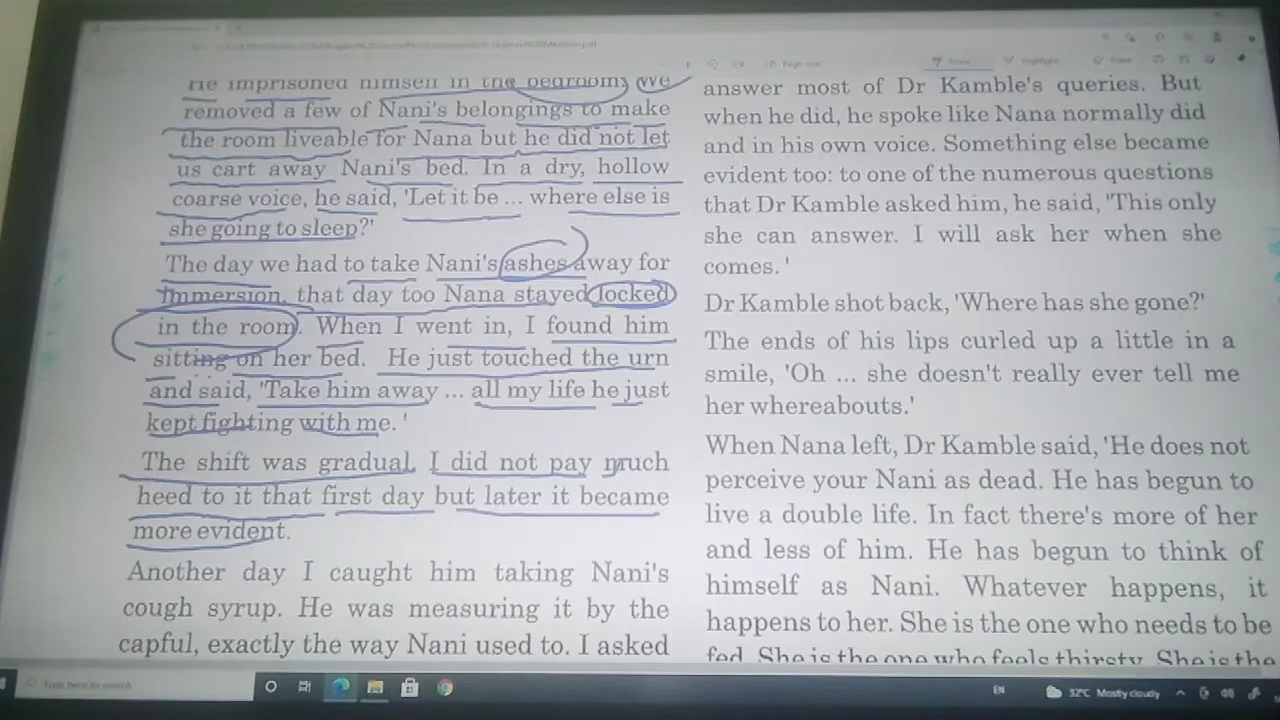 He imprisoned himself in the bedroom. We
removed a few of Nani's belongings to make
the room liveable for Nana but he did not let
us cart away Nani's bed. In a dry, hollow
coarse voice, he said, 'Let it be ... where else is
she going to sleep?'
The day we had to take Nani's ashes away for
immersion, that day too Nana stayed locked
in the room. When I went in, I found him
sitting on her bed. He just touched the urn
and said, 'Take him away ... all my life he just
kept fighting with me. '
The shift was gradual. I did not pay much
heed to it that first day but later it became
more evident.
Another day I caught him taking Nani's
cough syrup. He was measuring it by the
capful, exactly the way Nani used to. I asked
answer most of Dr Kamble's queries. But
when he did, he spoke like Nana normally did
and in his own voice. Something else became
evident too: to one of the numerous questions
that Dr Kamble asked him, he said, 'This only
she can answer. I will ask her when she
comes. '
Dr Kamble shot back, 'Where has she gone?'
The ends of his lips curled up a little in a
smile, 'Oh ... she doesn't really ever tell me
her whereabouts.'
When Nana left, Dr Kamble said, 'He does not
perceive your Nani as dead. He has begun to
live a double life. In fact there's more of her
and less of him. He has begun to think of
himself as Nani. Whatever happens, it
happens to her. She is the one who needs to be
fed. She is the one who feels thirsty. She is the
Type here to search
EN
32°C Mostly cloudy